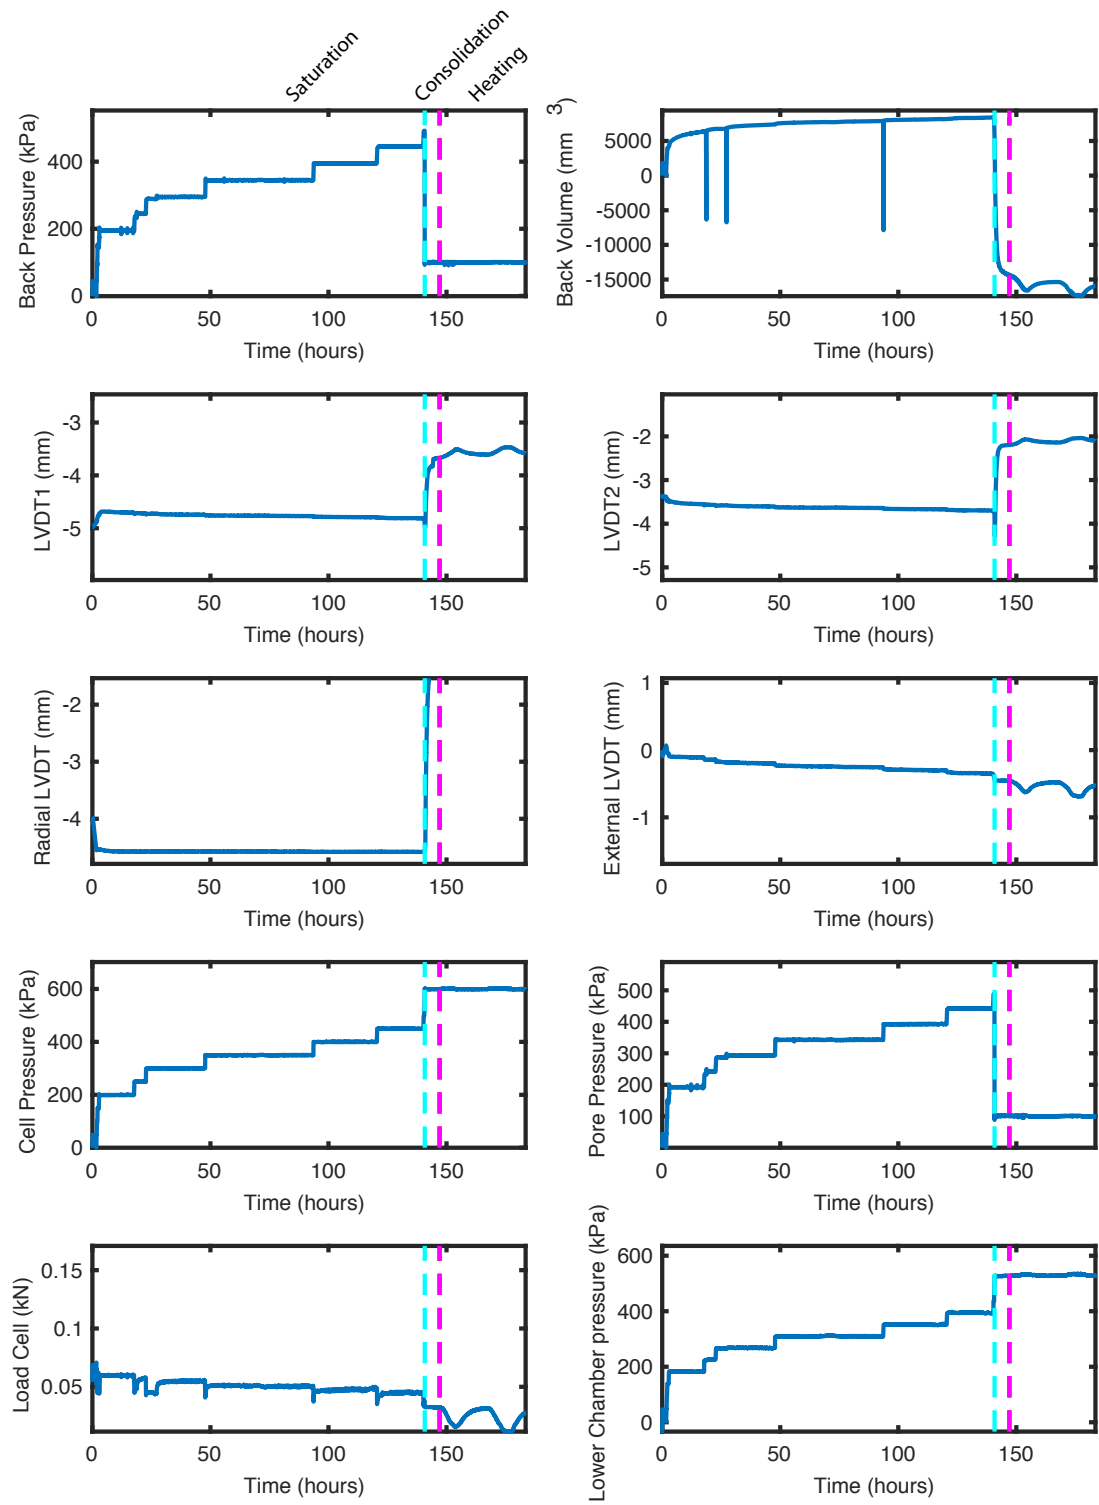 Saturation
Consolidation
Heating
Back Pressure (kPa)
400
200
0
0 50 100 150
Time (hours)
Back Volume (mm 3)
5000
0
-5000
-10000
-15000
0 50 100 150
Time (hours)
LVDT1 (mm)
-3
-4
-5
0 50 100 150
Time (hours)
LVDT2 (mm)
-2
-3
-4
-5
0 50 100 150
Time (hours)
Radial LVDT (mm)
-2
-3
-4
0 50 100 150
Time (hours)
External LVDT (mm)
1
0
-1
0 50 100 150
Time (hours)
Cell Pressure (kPa)
600
400
200
0
0 50 100 150
Time (hours)
Pore Pressure (kPa)
500
400
300
200
100
0 50 100 150
Time (hours)
Load Cell (kN)
0.15
0.1
0.05
0 50 100 150
Time (hours)
Lower Chamber pressure (kPa)
600
400
200
0
0 50 100 150
Time (hours)